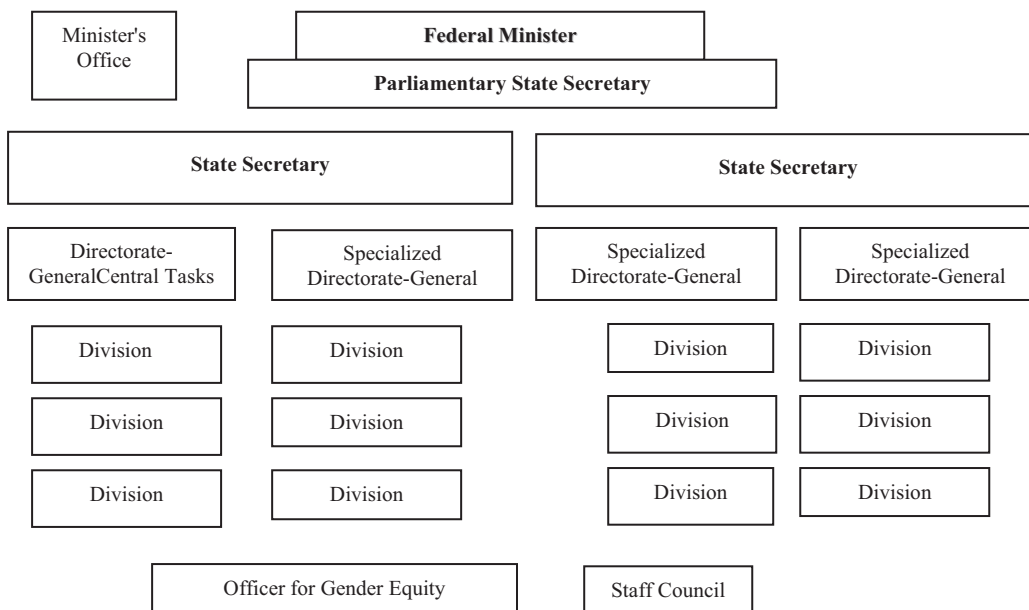 Minister's
Office
Federal Minister
Parliamentary State Secretary
State Secretary
State Secretary
Directorate-
GeneralCentral Tasks
Specialized
Directorate-General
Specialized
Directorate-General
Specialized
Directorate-General
Division
Division
Division
Division
Division
Division
Division
Division
Division
Division
Division
Division
Officer for Gender Equity
Staff Council